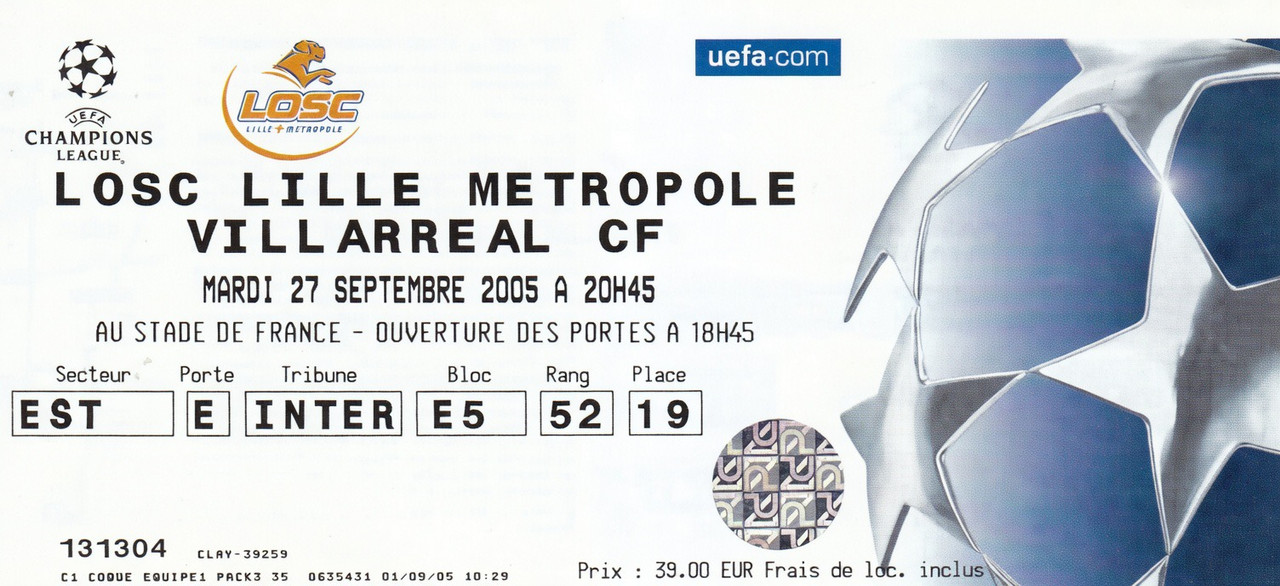 uefa.com
UEFA
CHAMPIONS
LEAGUE
LOSC
LILLE+METROPOLE
LOSC LILLE METROPOLE
VILLARREAL CF
MARDI 27 SEPTEMBRE 2005 A 20H45
AU STADE DE FRANCE - OUVERTURE DES PORTES A 18H45
Secteur Porte Tribune Bloc Rang Place
EST E INTER E5 52 19
131304 CLAY-39259
C1 COQUE EQUIPE1 PACK3 35 0635431 01/09/05 10:29
Prix : 39.00 EUR Frais de loc. inclus